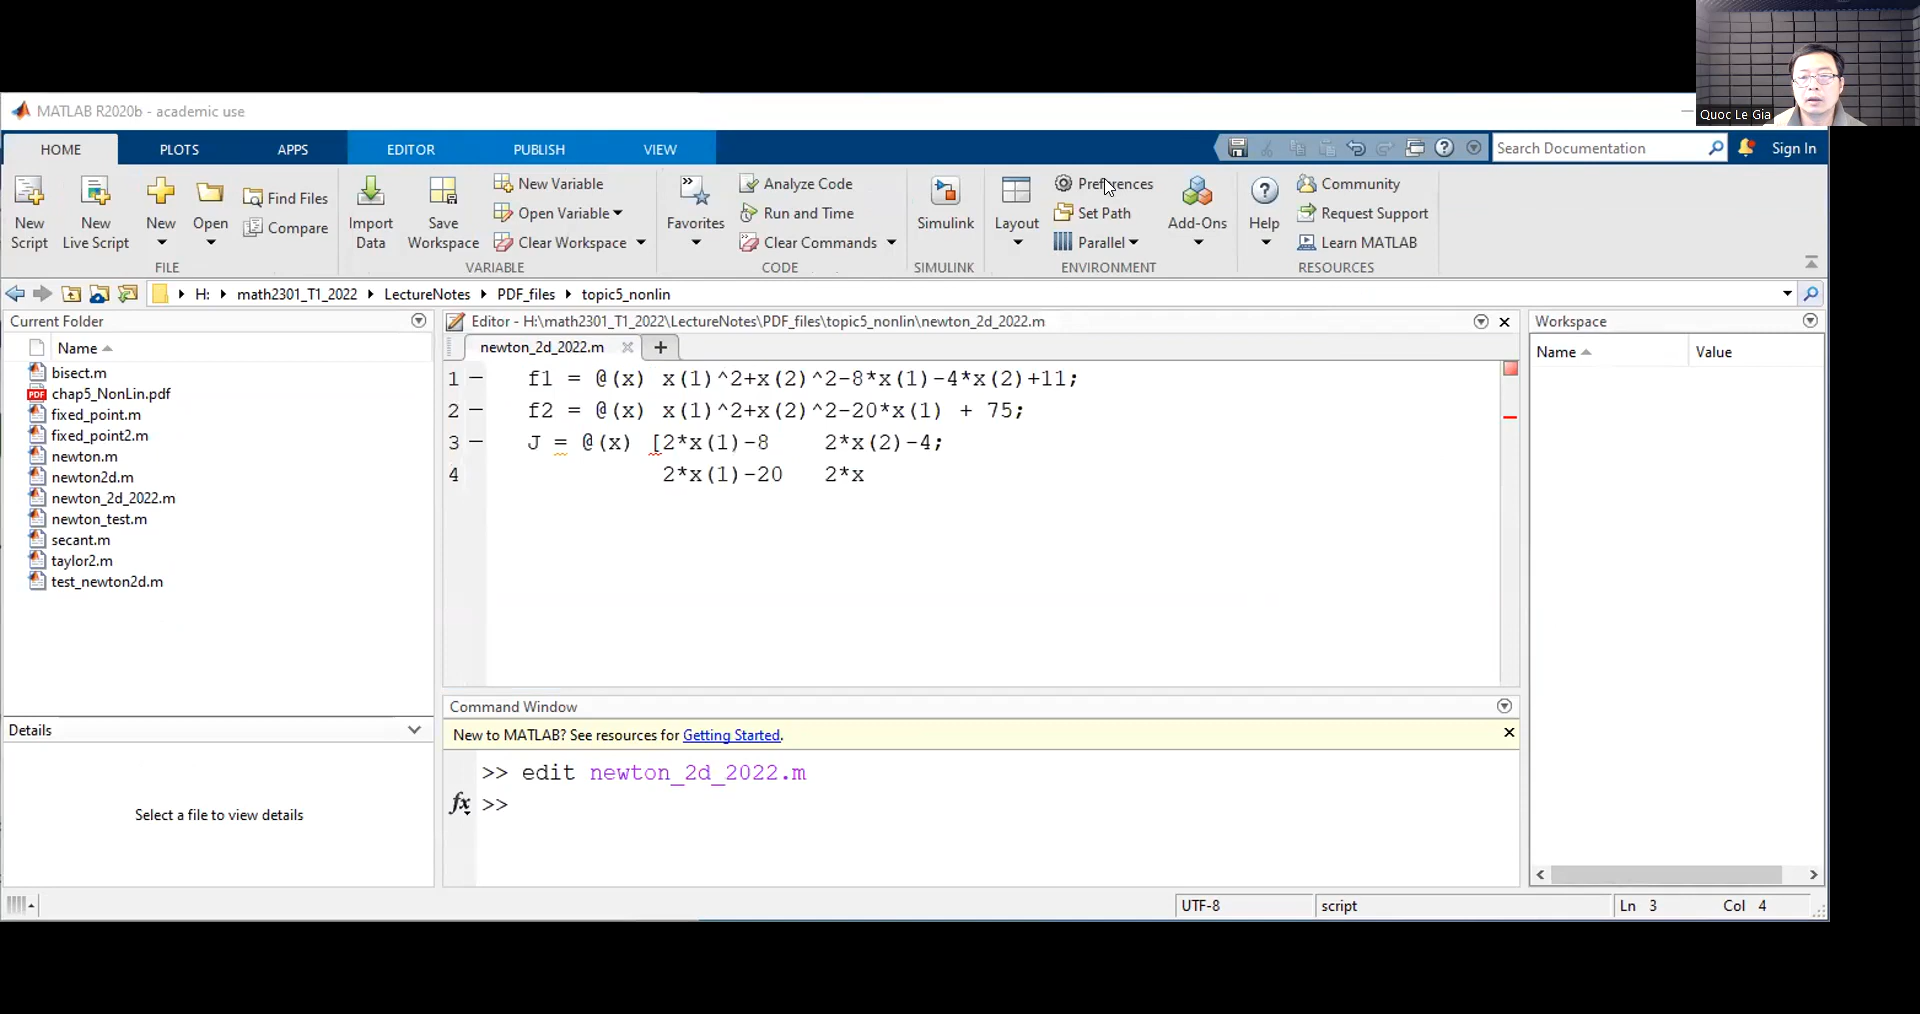 Quoc Le Gia
MATLAB R2020b - academic use
HOME PLOTS APPS EDITOR PUBLISH VIEW
Search Documentation
Sign In
New Script
New Live Script
New
Open
Find Files
Compare
FILE
Import Data
Save Workspace
New Variable
Open Variable
Clear Workspace
VARIABLE
Favorites
Analyze Code
Run and Time
Clear Commands
CODE
Simulink
SIMULINK
Layout
Preferences
Set Path
Parallel
ENVIRONMENT
Add-Ons
Help
Community
Request Support
Learn MATLAB
RESOURCES
H: math2301_T1_2022 LectureNotes PDF_files topic5_nonlin
Current Folder
Name
bisect.m
chap5_NonLin.pdf
fixed_point.m
fixed_point2.m
newton.m
newton2d.m
newton_2d_2022.m
newton_test.m
secant.m
taylor2.m
test_newton2d.m
Details
Select a file to view details
Editor - H:\math2301_T1_2022\LectureNotes\PDF_files\topic5_nonlin\newton_2d_2022.m
newton_2d_2022.m
1 f1 = @(x) x(1)^2+x(2)^2-8*x(1)-4*x(2)+11;
2 f2 = @(x) x(1)^2+x(2)^2-20*x(1) + 75;
3 J = @(x) [2*x(1)-8 2*x(2)-4;
4 2*x(1)-20 2*x
Command Window
New to MATLAB? See resources for Getting Started.
>> edit newton_2d_2022.m
fx >>
Workspace
Name Value
UTF-8 script Ln 3 Col 4